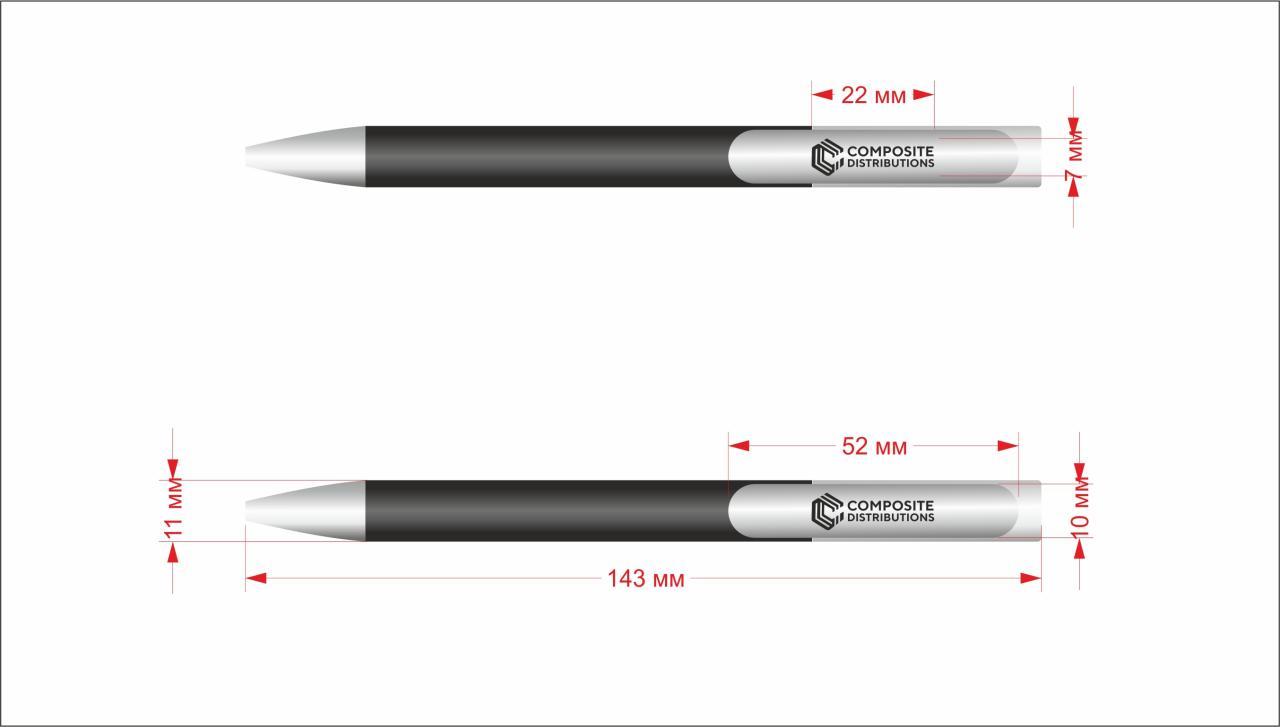 22 мм
COMPOSITE
DISTRIBUTIONS
7 мм
52 мм
COMPOSITE
DISTRIBUTIONS
11 мм
10 мм
143 мм